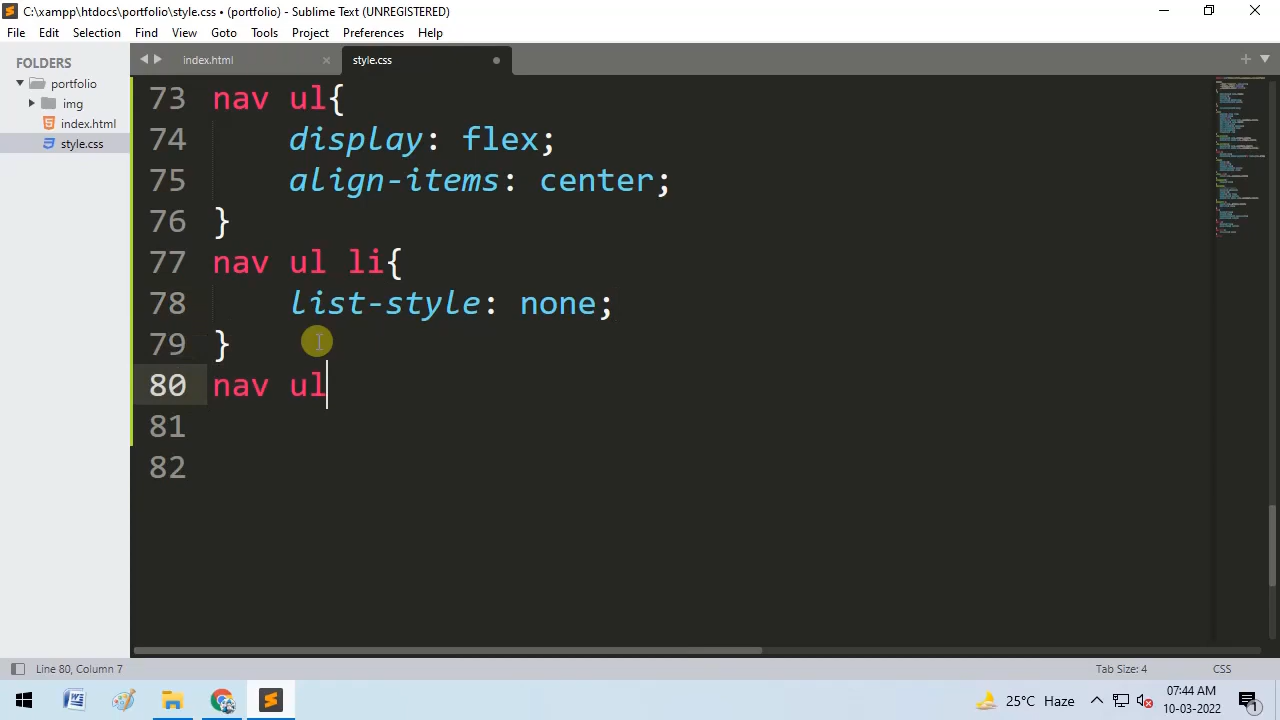 C:\xampp\htdocs\portfolio\style.css • (portfolio) - Sublime Text (UNREGISTERED)
File Edit Selection Find View Goto Tools Project Preferences Help
FOLDERS
portfolio
img
index.html
style.css
index.html × style.css
73 nav ul{
74 display: flex;
75 align-items: center;
76 }
77 nav ul li{
78 list-style: none;
79 }
80 nav ul
81
82
Line 80, Column 7 Tab Size: 4 CSS
25°C Haze 07:44 AM
10-03-2022
1